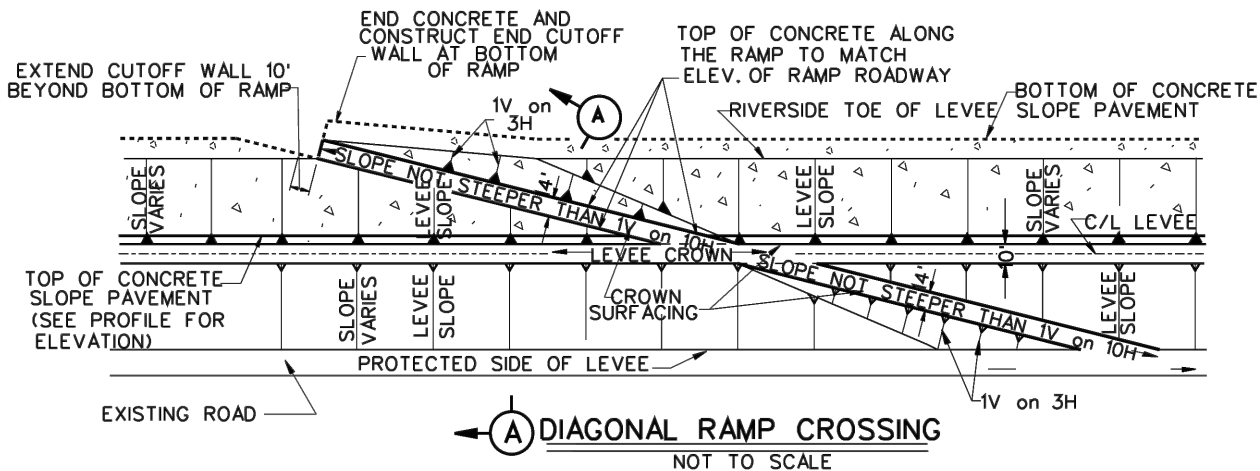 END CONCRETE AND
CONSTRUCT END CUTOFF
WALL AT BOTTOM
OF RAMP
TOP OF CONCRETE ALONG
THE RAMP TO MATCH
ELEV. OF RAMP ROADWAY
EXTEND CUTOFF WALL 10'
BEYOND BOTTOM OF RAMP
1V on
3H
A
RIVERSIDE TOE OF LEVEE
BOTTOM OF CONCRETE
SLOPE PAVEMENT
SLOPE NOT STEEPER THAN 1V on 10H
14'
SLOPE
VARIES
LEVEE
SLOPE
LEVEE
SLOPE
SLOPE
VARIES
C/L LEVEE
LEVEE CROWN
10'
TOP OF CONCRETE
SLOPE PAVEMENT
(SEE PROFILE FOR
ELEVATION)
SLOPE
VARIES
LEVEE
SLOPE
CROWN
SURFACING
SLOPE NOT STEEPER THAN 1V on 10H
14'
LEVEE
SLOPE
PROTECTED SIDE OF LEVEE
EXISTING ROAD
1V on 3H
A
DIAGONAL RAMP CROSSING
NOT TO SCALE